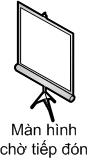 Màn hình
chờ tiếp đón